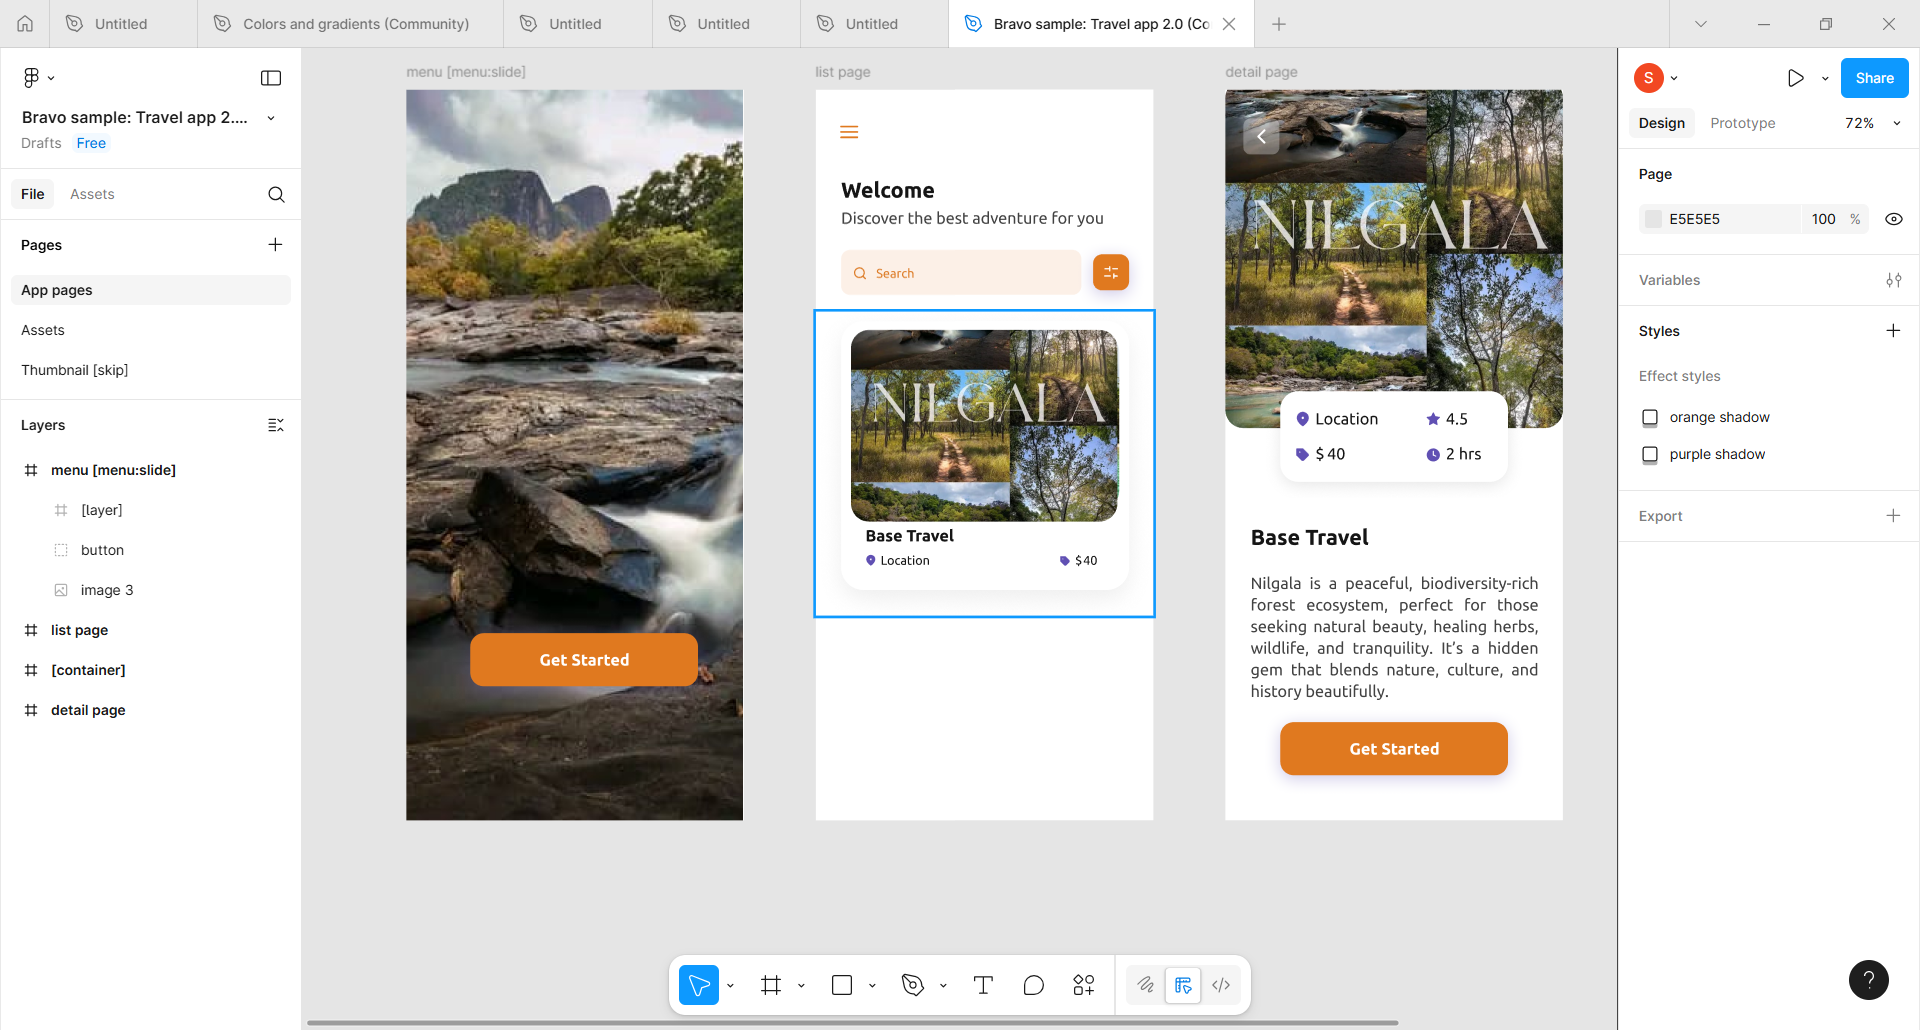 Untitled
Colors and gradients (Community)
Untitled
Untitled
Untitled
Bravo sample: Travel app 2.0 (Co
Bravo sample: Travel app 2....
Drafts
Free
File
Assets
Pages
App pages
Assets
Thumbnail [skip]
Layers
menu [menu:slide]
[layer]
button
image 3
list page
[container]
detail page
menu [menu:slide]
Get Started
list page
Welcome
Discover the best adventure for you
Search
NILGALA
Base Travel
Location
$40
detail page
NILGALA
Location
4.5
$ 40
2 hrs
Base Travel
Nilgala is a peaceful, biodiversity-rich
forest ecosystem, perfect for those
seeking natural beauty, healing herbs,
wildlife, and tranquility. It’s a hidden
gem that blends nature, culture, and
history beautifully.
Get Started
S
Share
Design
Prototype
72%
Page
E5E5E5
100
%
Variables
Styles
Effect styles
orange shadow
purple shadow
Export
?